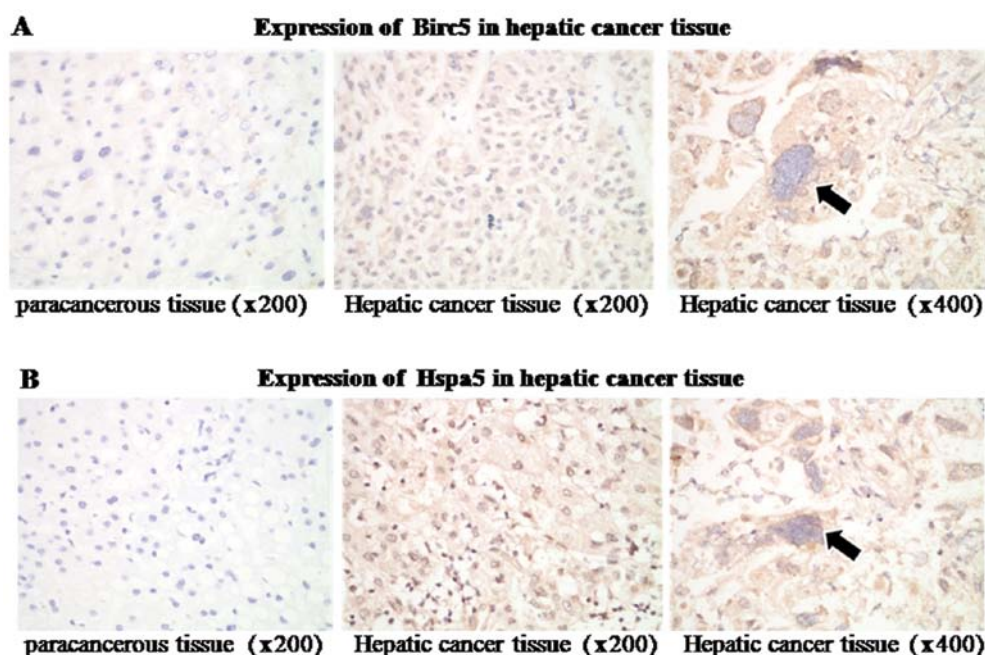 A
Expression of Birc5 in hepatic cancer tissue
paracancerous tissue (x200)
Hepatic cancer tissue (x200)
Hepatic cancer tissue (x400)
B
Expression of Hspa5 in hepatic cancer tissue
paracancerous tissue (x200)
Hepatic cancer tissue (x200)
Hepatic cancer tissue (x400)